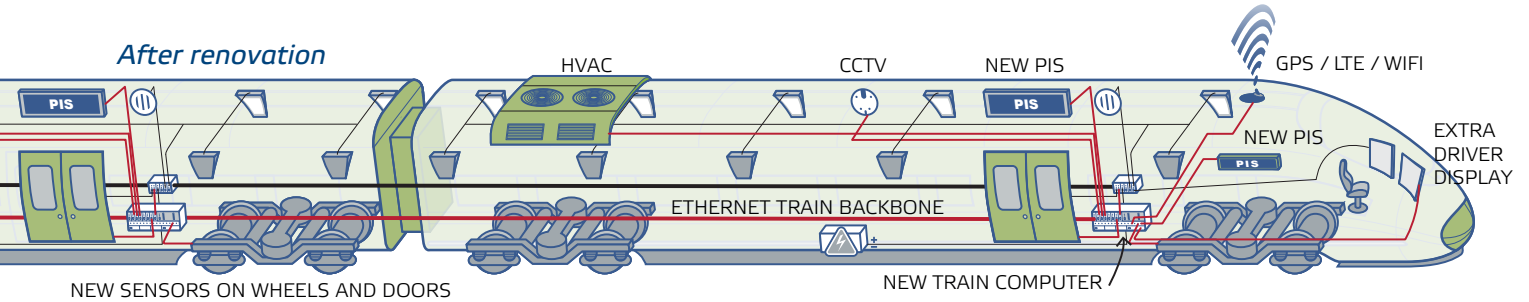 After renovation
HVAC
CCTV
NEW PIS
GPS / LTE / WIFI
PIS
PIS
NEW PIS
PIS
EXTRA
DRIVER
DISPLAY
ETHERNET TRAIN BACKBONE
+
=
NEW TRAIN COMPUTER
NEW SENSORS ON WHEELS AND DOORS